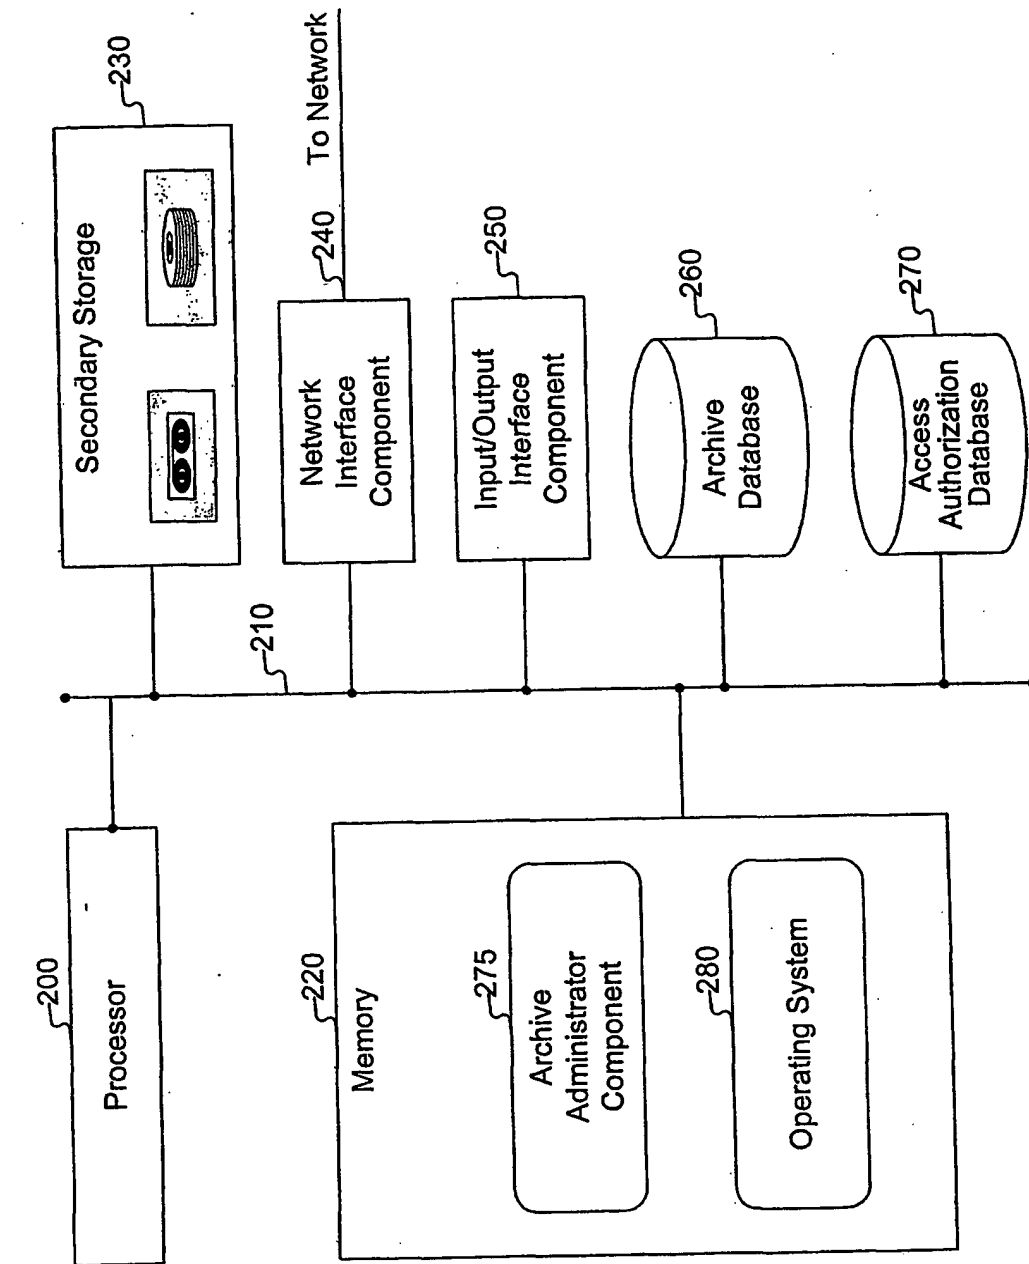 200
Processor
220
Memory
275
Archive
Administrator
Component
280
Operating System
210
230
Secondary Storage
240
To Network
Network
Interface
Component
250
Input/Output
Interface
Component
260
Archive
Database
270
Access
Authorization
Database